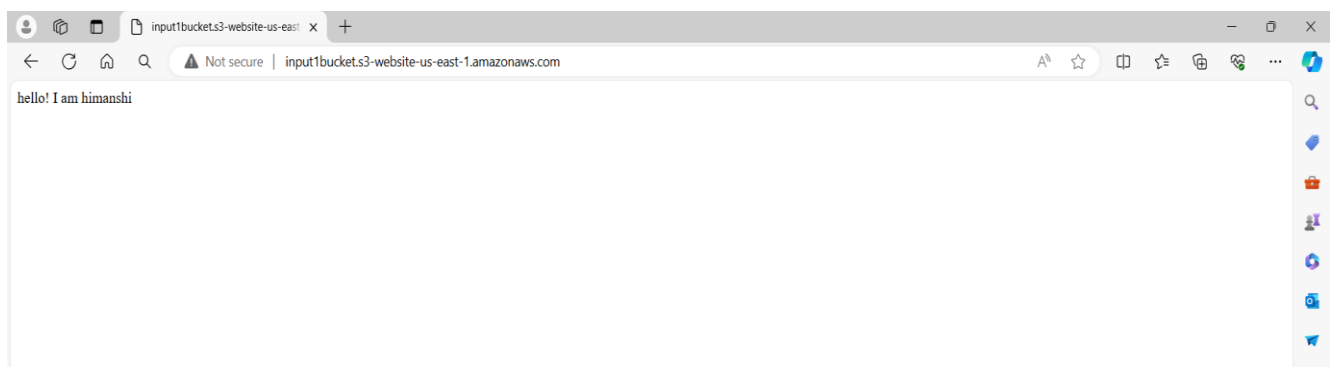 input1bucket.s3-website-us-east
Not secure | input1bucket.s3-website-us-east-1.amazonaws.com
hello! I am himanshi